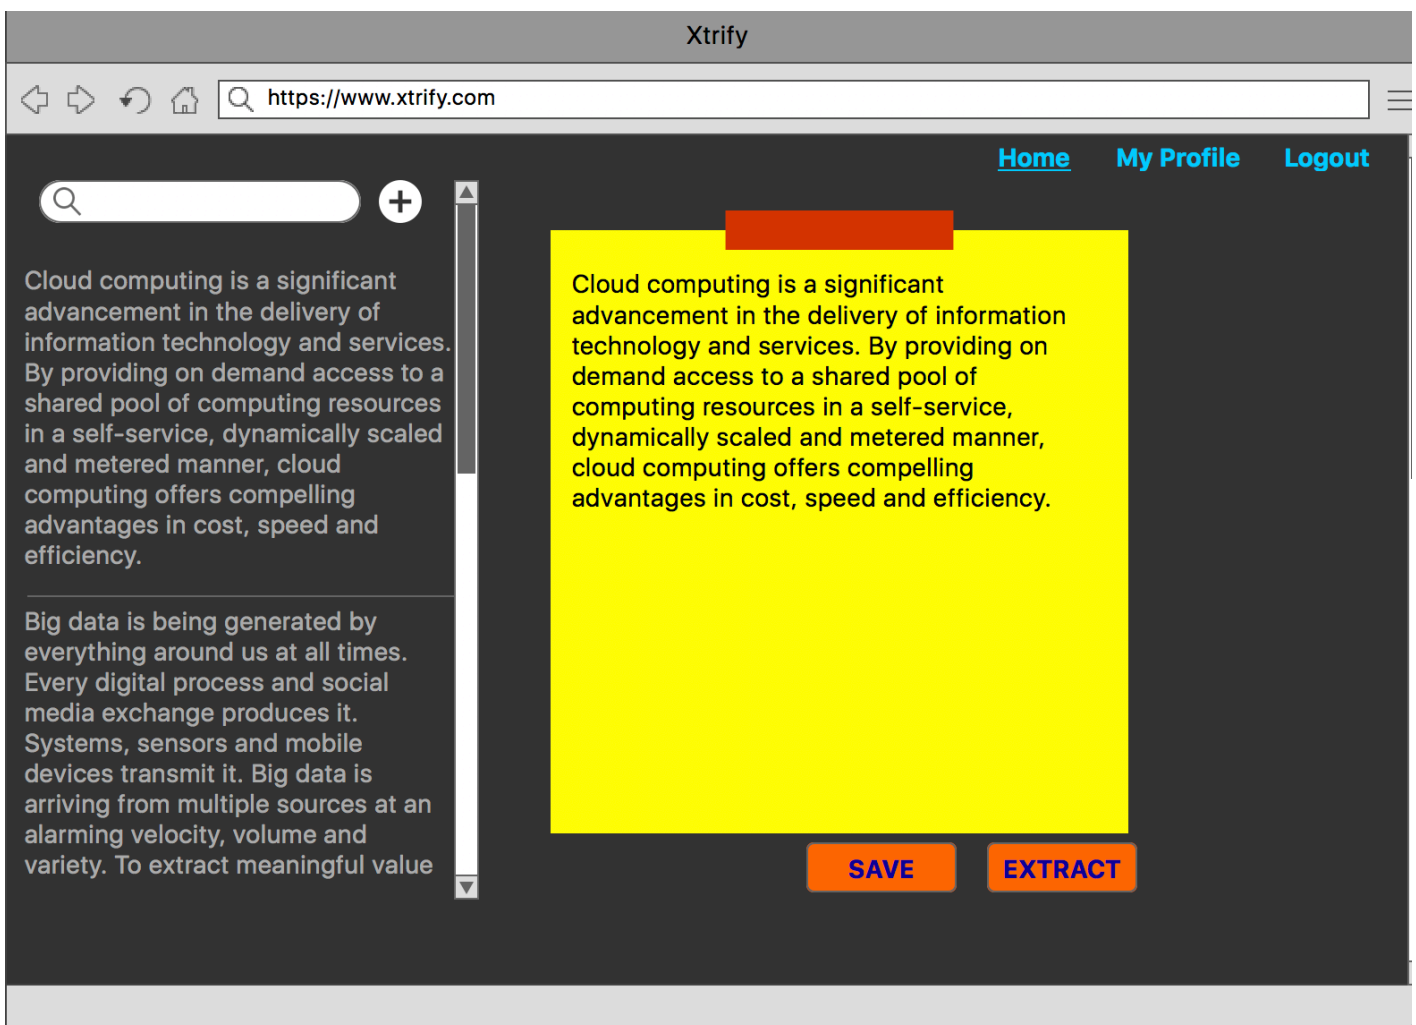 Xtrify
https://www.xtrify.com
Home My Profile Logout
Cloud computing is a significant
advancement in the delivery of
information technology and services.
By providing on demand access to a
shared pool of computing resources
in a self-service, dynamically scaled
and metered manner, cloud
computing offers compelling
advantages in cost, speed and
efficiency.
Big data is being generated by
everything around us at all times.
Every digital process and social
media exchange produces it.
Systems, sensors and mobile
devices transmit it. Big data is
arriving from multiple sources at an
alarming velocity, volume and
variety. To extract meaningful value
Cloud computing is a significant
advancement in the delivery of information
technology and services. By providing on
demand access to a shared pool of
computing resources in a self-service,
dynamically scaled and metered manner,
cloud computing offers compelling
advantages in cost, speed and efficiency.
SAVE EXTRACT